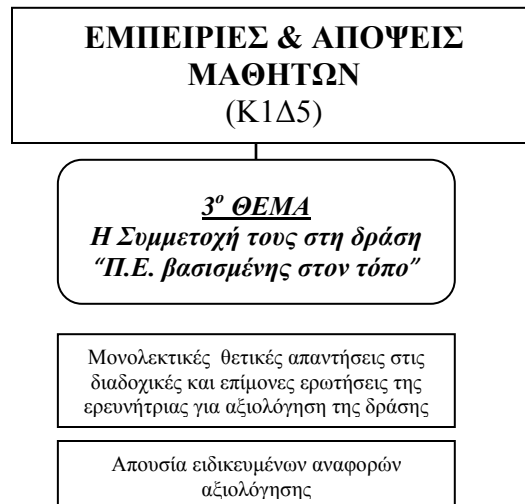 ΕΜΠΕΙΡΙΕΣ & ΑΠΟΨΕΙΣ
ΜΑΘΗΤΩΝ
(Κ1Δ5)
3ο ΘΕΜΑ
Η Συμμετοχή τους στη δράση
“Π.Ε. βασισμένης στον τόπο”
Μονολεκτικές θετικές απαντήσεις στις
διαδοχικές και επίμονες ερωτήσεις της
ερευνήτριας για αξιολόγηση της δράσης
Απουσία ειδικευμένων αναφορών
αξιολόγησης